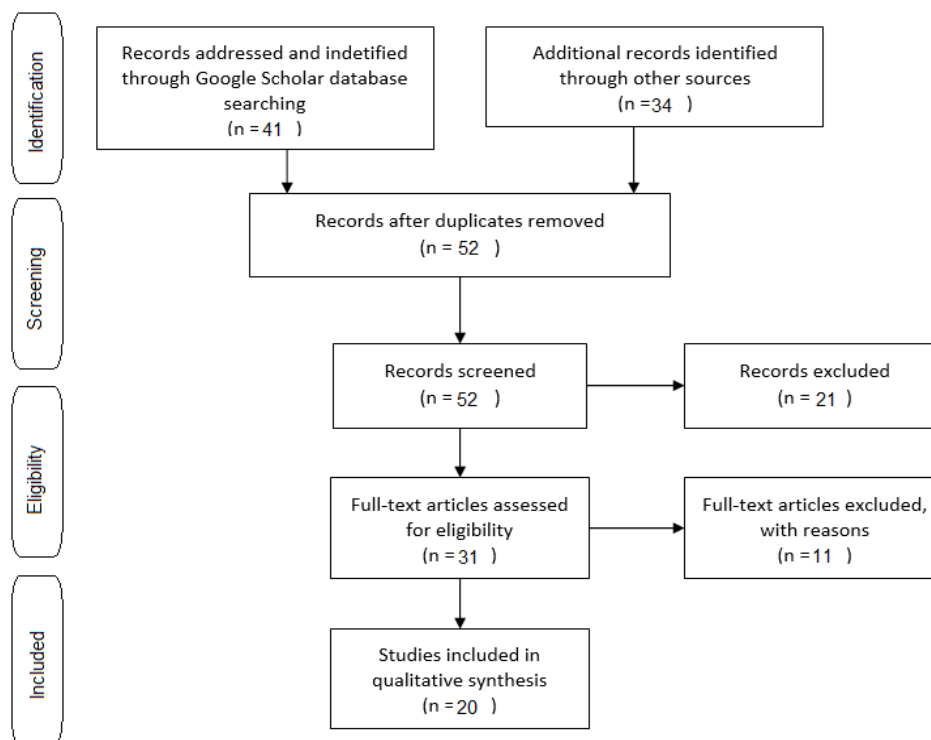 Identification
Records addressed and indetified
through Google Scholar database
searching
(n = 41 )
Additional records identified
through other sources
(n =34 )
Screening
Records after duplicates removed
(n = 52 )
Records screened
(n = 52 )
Records excluded
(n = 21 )
Eligibility
Full-text articles assessed
for eligibility
(n = 31 )
Full-text articles excluded,
with reasons
(n =11 )
Included
Studies included in
qualitative synthesis
(n =20 )